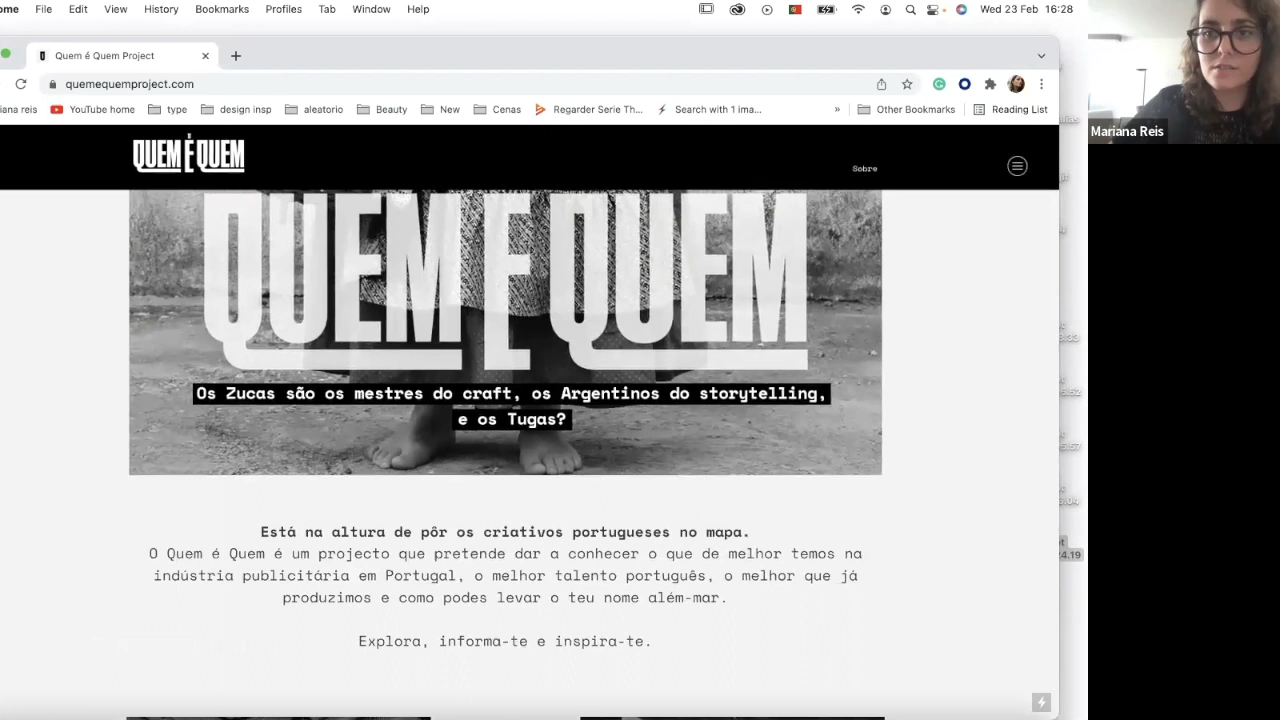 ome File Edit View History Bookmarks Profiles Tab Window Help Wed 23 Feb 16:28
Quem é Quem Project
quemequemproject.com
iana reis YouTube home type design insp aleatorio Beauty New Cenas Regarder Serie Th... Search with 1 ima... » Other Bookmarks Reading List
Mariana Reis
QUEM É QUEM
Sobre
QUEM É QUEM
Os Zucas são os mestres do craft, os Argentinos do storytelling,
e os Tugas?
Está na altura de pôr os criativos portugueses no mapa.
O Quem é Quem é um projecto que pretende dar a conhecer o que de melhor temos na
indústria publicitária em Portugal, o melhor talento português, o melhor que já
produzimos e como podes levar o teu nome além-mar.
Explora, informa-te e inspira-te.